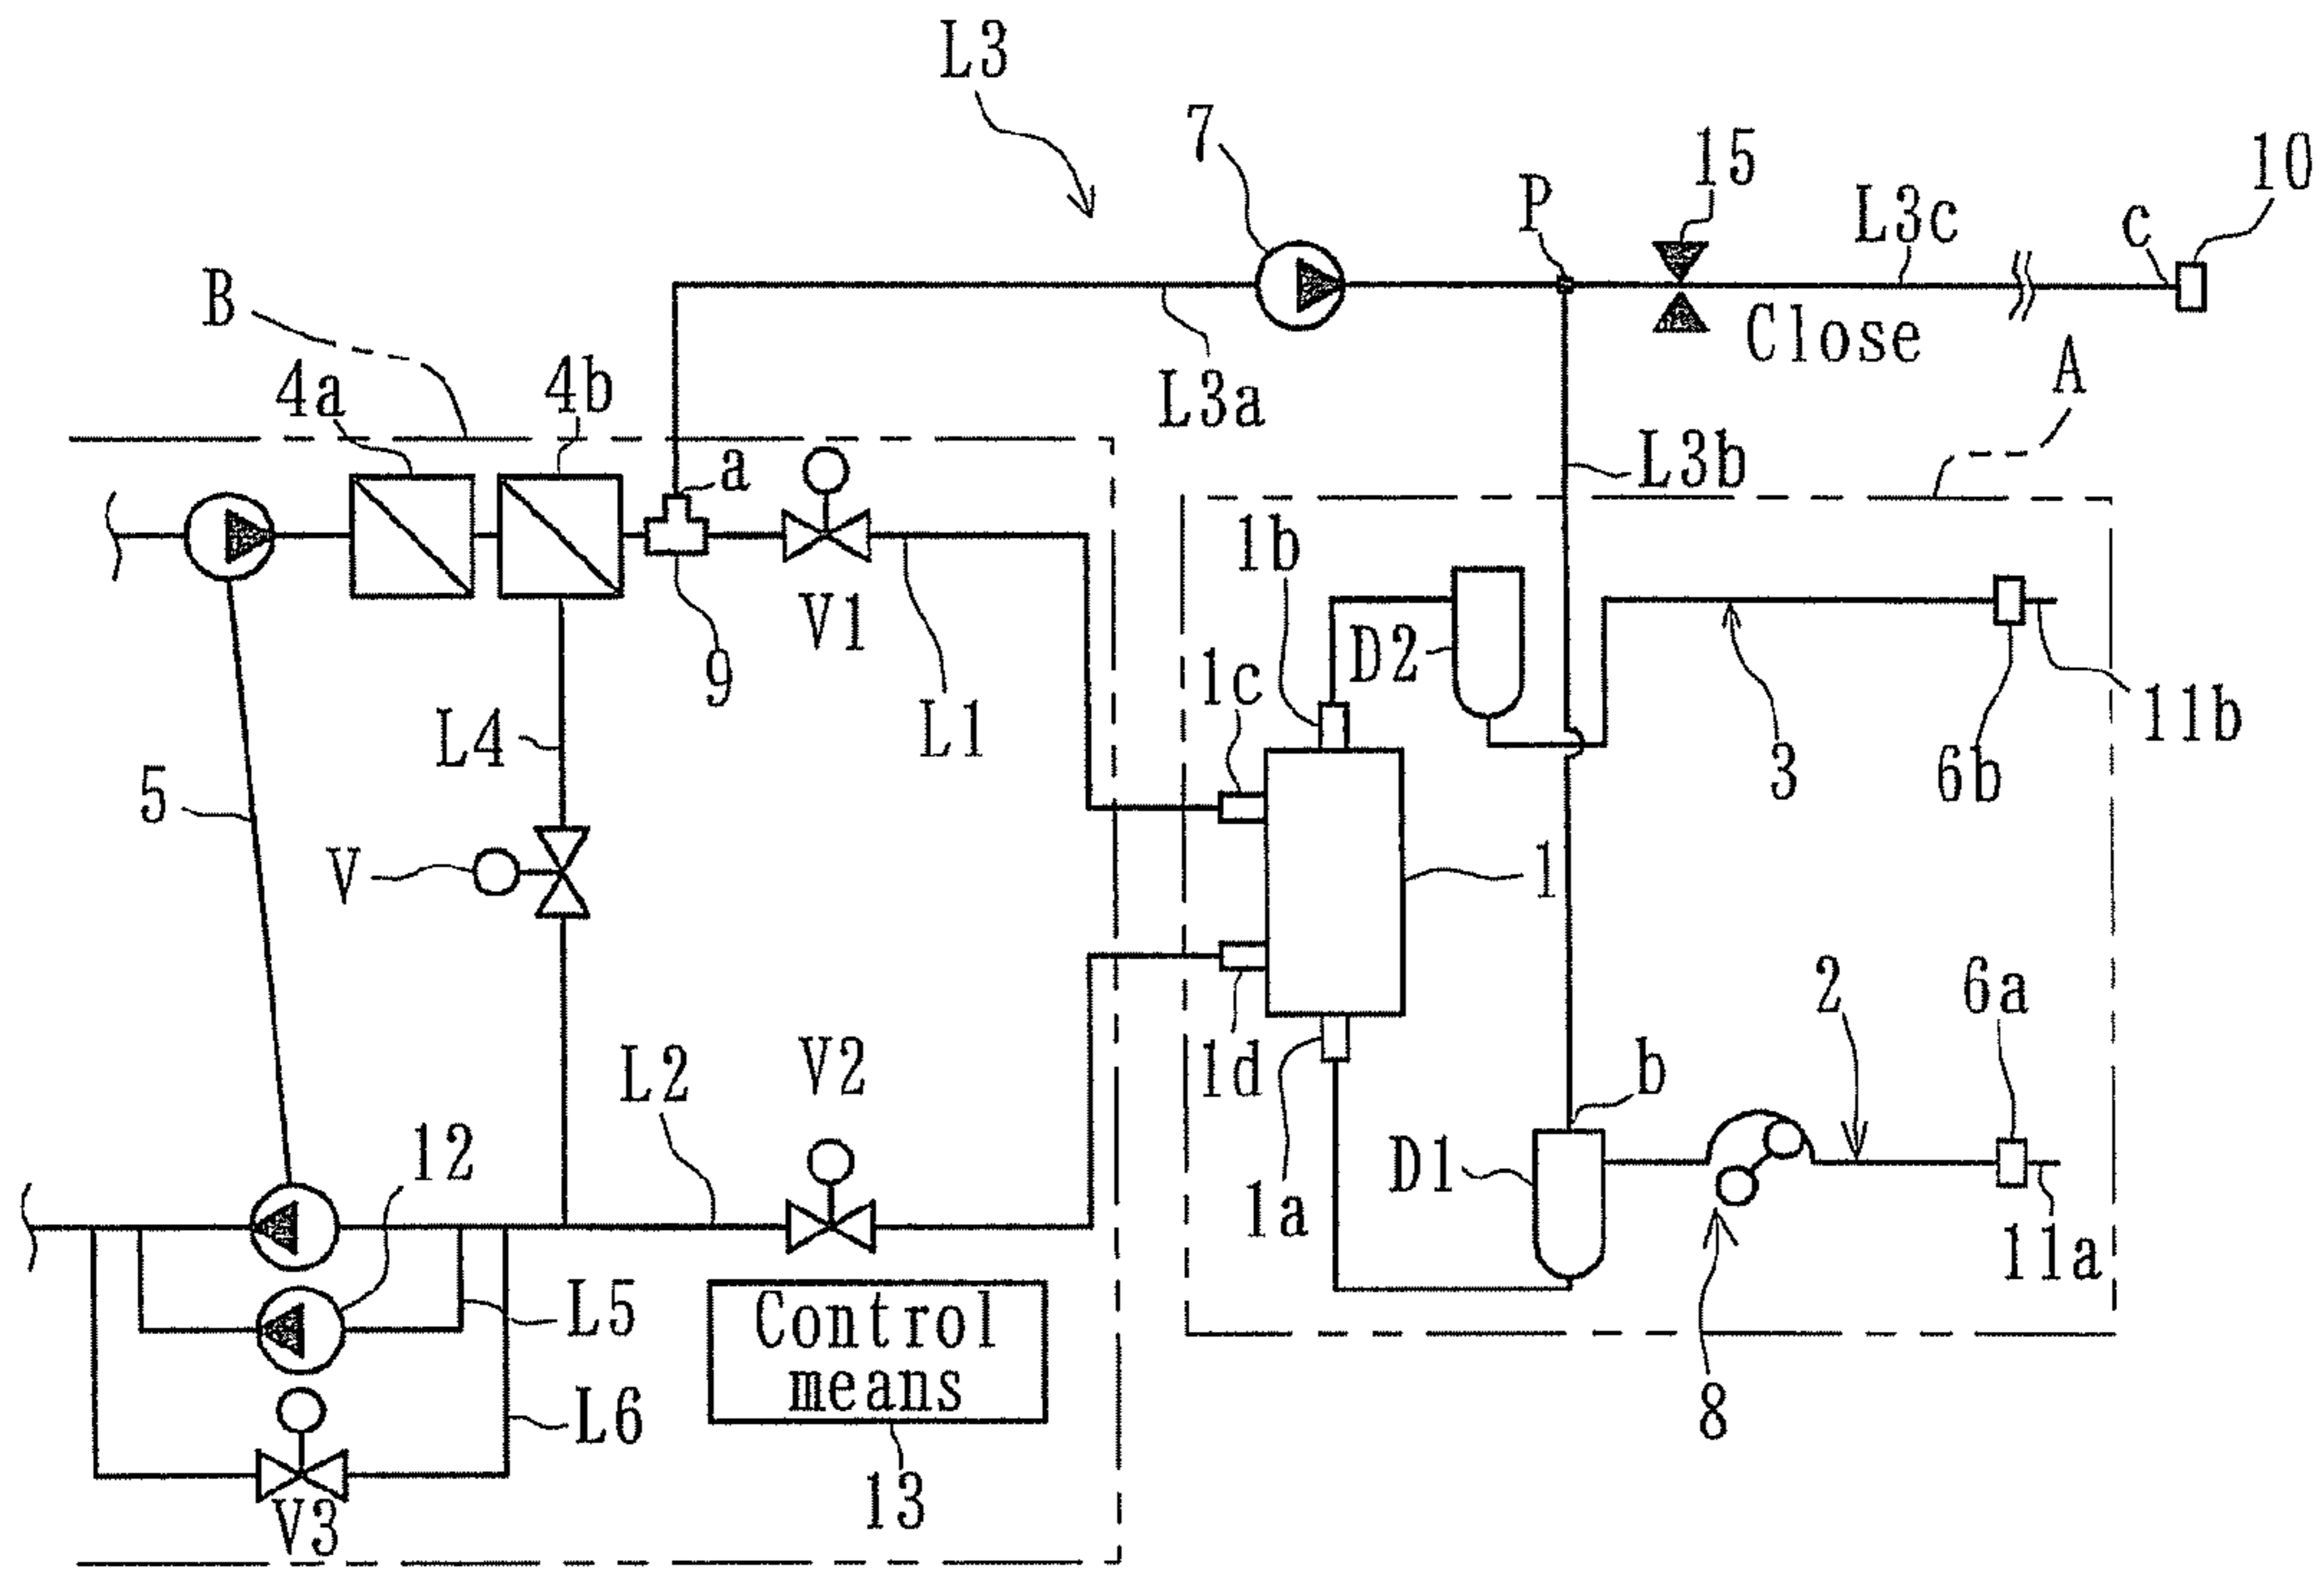 L3
7
15
10
P
L3c
c
B
Close
4a
4b
L3a
A
a
L3b
1b
V1
D2
9
1c
L4
L1
11b
5
3
6b
V
1
2
6a
L2
V2
1d
b
12
D1
1a
11a
L5
Control
means
L6
8
13
V3